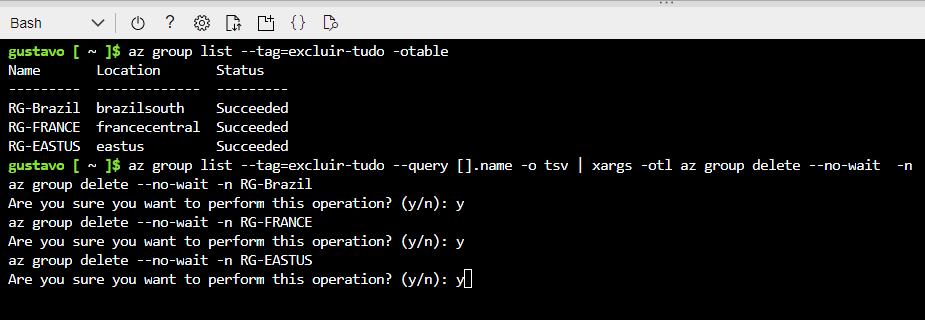 Bash
gustavo [ ~ ]$ az group list --tag=excluir-tudo -otable
Name Location Status
--------- ------------- ---------
RG-Brazil brazilsouth Succeeded
RG-FRANCE francecentral Succeeded
RG-EASTUS eastus Succeeded
gustavo [ ~ ]$ az group list --tag=excluir-tudo --query [].name -o tsv | xargs -otl az group delete --no-wait -n
az group delete --no-wait -n RG-Brazil
Are you sure you want to perform this operation? (y/n): y
az group delete --no-wait -n RG-FRANCE
Are you sure you want to perform this operation? (y/n): y
az group delete --no-wait -n RG-EASTUS
Are you sure you want to perform this operation? (y/n): y